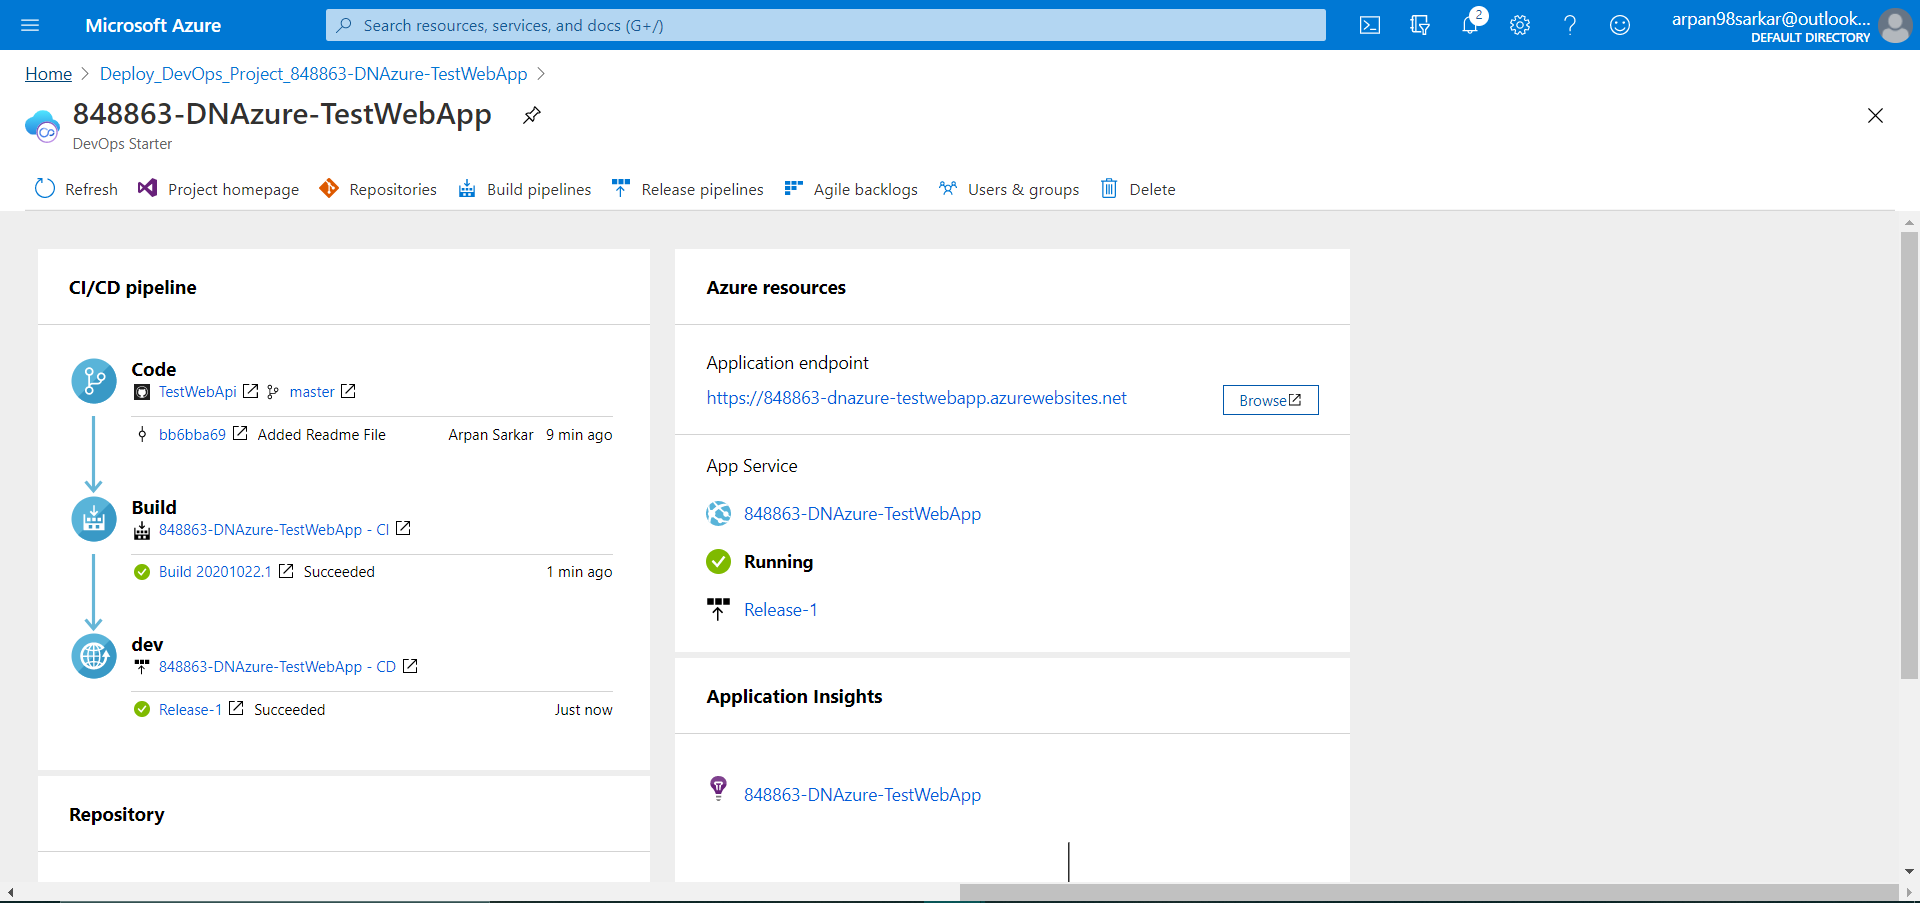 Microsoft Azure
Search resources, services, and docs (G+/)
2
arpan98sarkar@outlook...
DEFAULT DIRECTORY
Home > Deploy_DevOps_Project_848863-DNAzure-TestWebApp >
848863-DNAzure-TestWebApp
DevOps Starter
Refresh Project homepage Repositories Build pipelines Release pipelines Agile backlogs Users & groups Delete
CI/CD pipeline
Code
TestWebApi master
bb6bba69 Added Readme File Arpan Sarkar 9 min ago
Build
848863-DNAzure-TestWebApp - CI
Build 20201022.1 Succeeded 1 min ago
dev
848863-DNAzure-TestWebApp - CD
Release-1 Succeeded Just now
Repository
Azure resources
Application endpoint
https://848863-dnazure-testwebapp.azurewebsites.net Browse
App Service
848863-DNAzure-TestWebApp
Running
Release-1
Application Insights
848863-DNAzure-TestWebApp